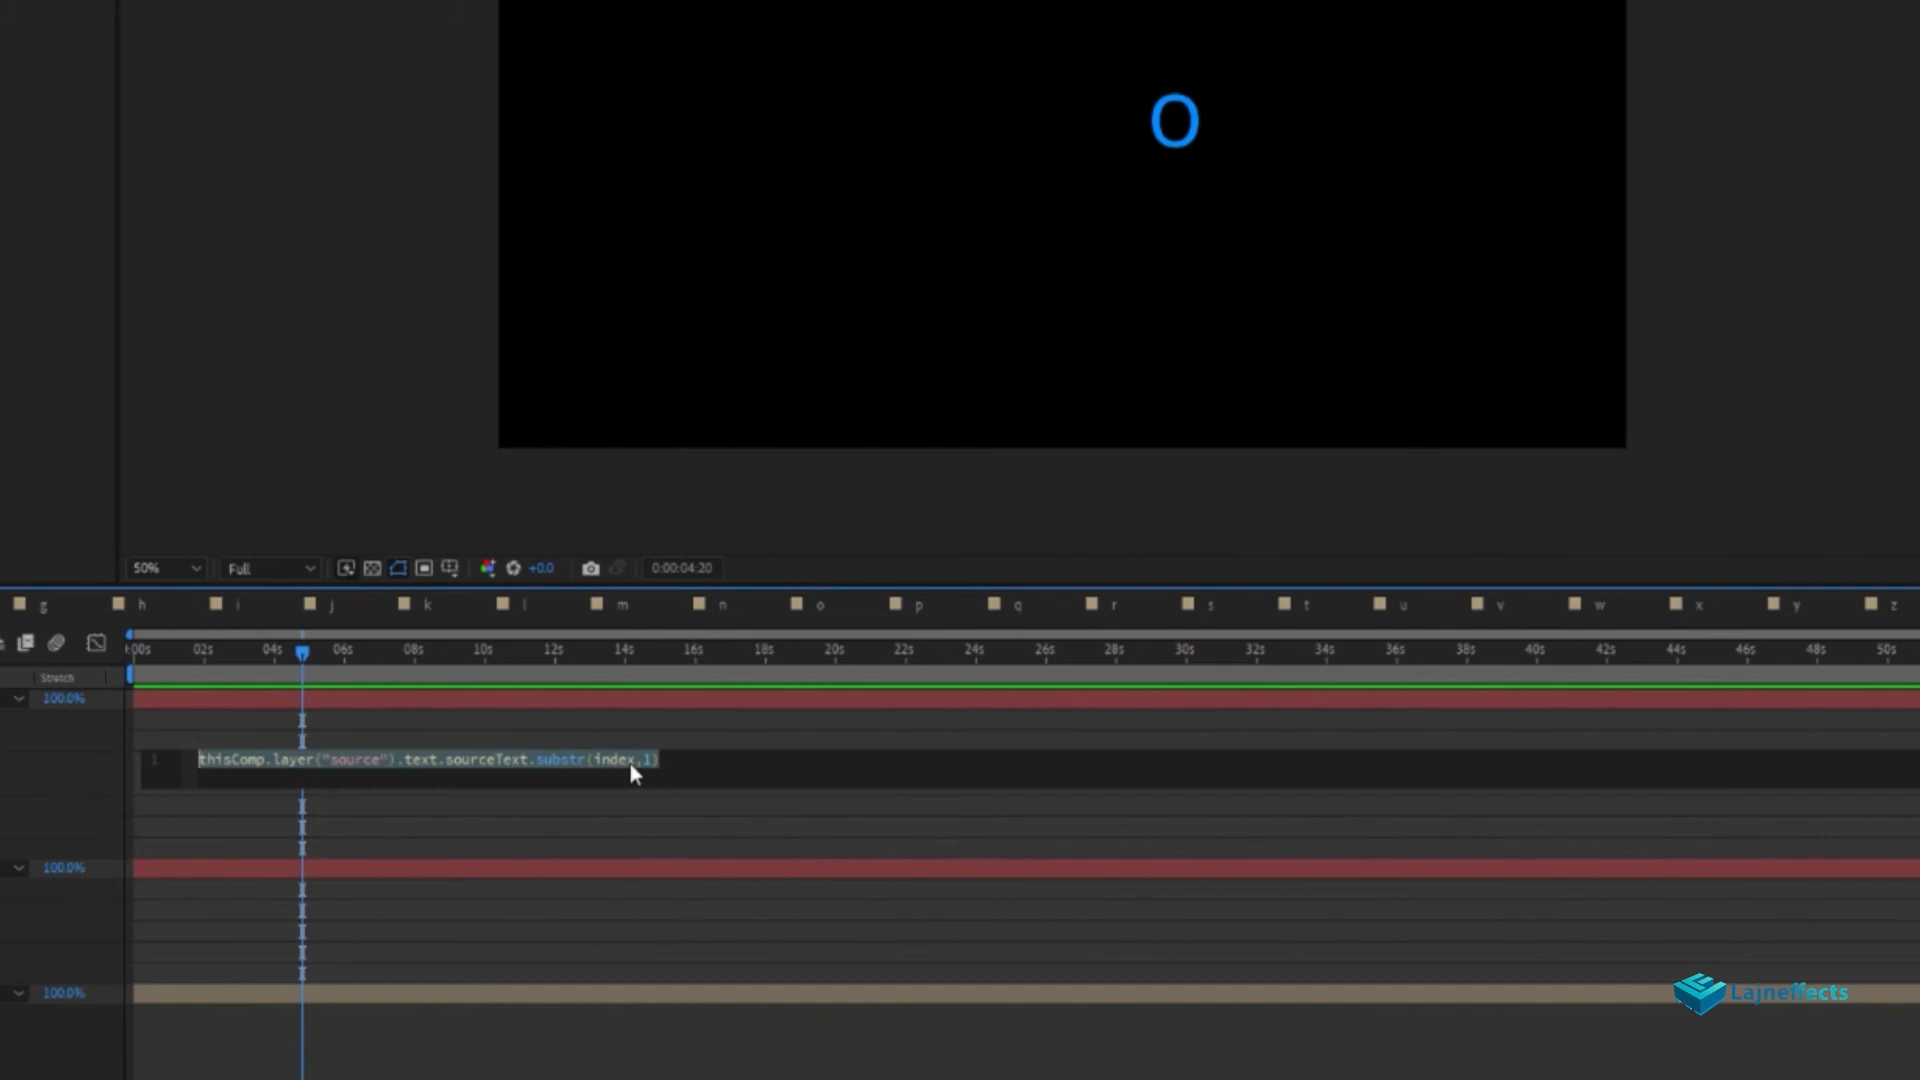 O
50% Full +0.0 0:00:04:20
g h i j k l m n o p q r s t u v w x y z
:00s 02s 04s 06s 08s 10s 12s 14s 16s 18s 20s 22s 24s 26s 28s 30s 32s 34s 36s 38s 40s 42s 44s 46s 48s 50s
Stretch
100.0%
1 thisComp.layer("source").text.sourceText.substr(index,1)
100.0%
100.0%
Lajneffects